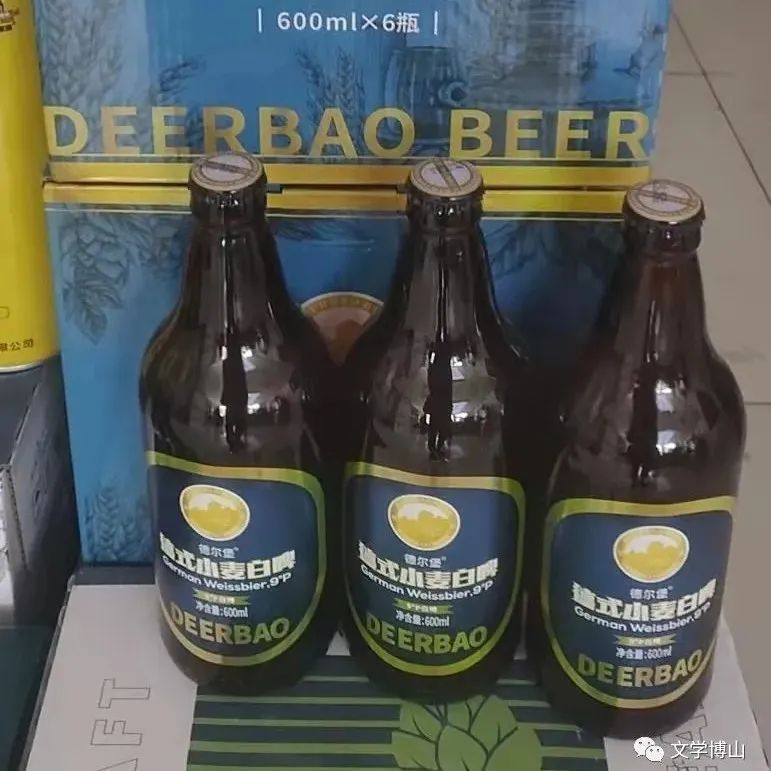 | 600ml×6瓶 |
DEERBAO BEER
限公司
德尔堡
德式小麦白啤
German Weissbier.9°p
净含量:600ml
DEERBAO
德尔堡
德式小麦白啤
German Weissbier.9°p
净含量:600ml
DEERBAO
德尔堡
德式小麦白啤
German Weissbier.9°p
净含量:600ml
DEERBAO
AFT
文学博山